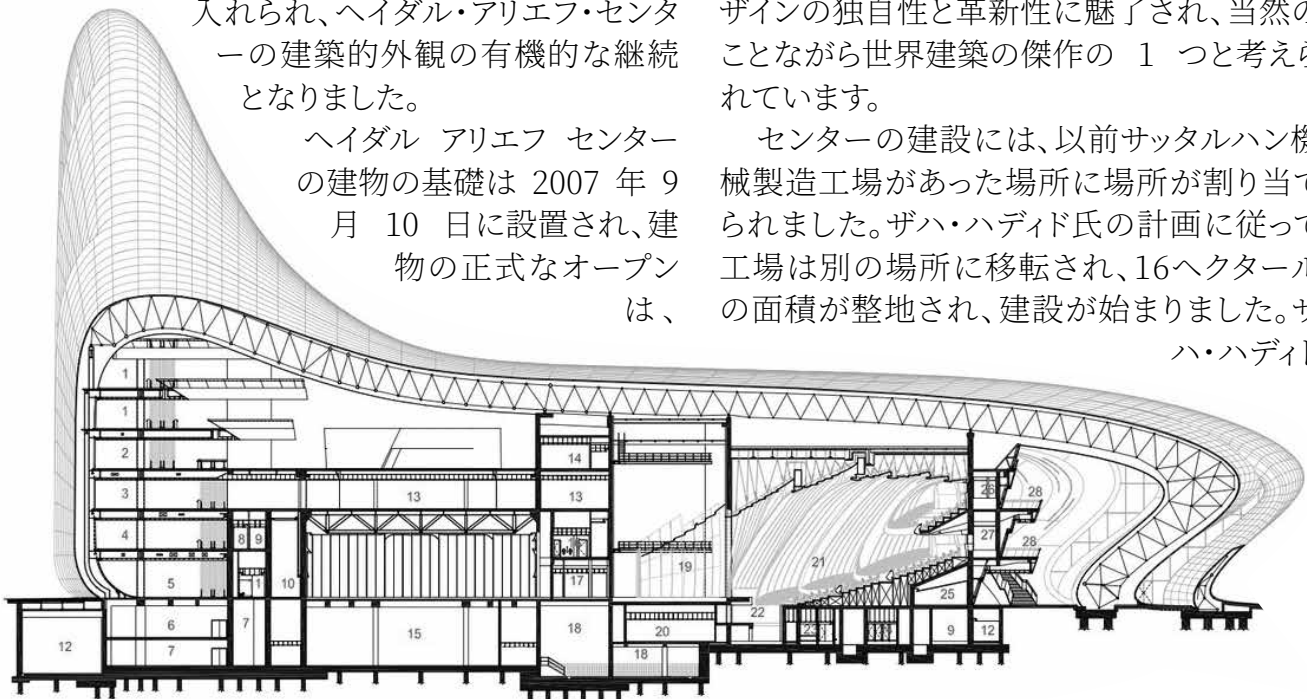 入れられ、ヘイダル・アリエフ・センタ
ーの建築的外観の有機的な継続
となりました。
ヘイダル アリエフ センター
の建物の基礎は 2007 年 9
月 10 日に設置され、建
物の正式なオープン
は、
ザインの独自性と革新性に魅了され、当然の
ことながら世界建築の傑作の 1 つと考えら
れています。
センターの建設には、以前サッタルハン機
械製造工場があった場所に場所が割り当て
られました。ザハ・ハディド氏の計画に従って
工場は別の場所に移転され、16ヘクタール
の面積が整地され、建設が始まりました。ザ
ハ・ハディド
1
1
2
3
4
5
6
7
12
8
9
1
7
10
13
15
14
13
17
18
19
20
18
21
22
25
9
12
26
27
28
28